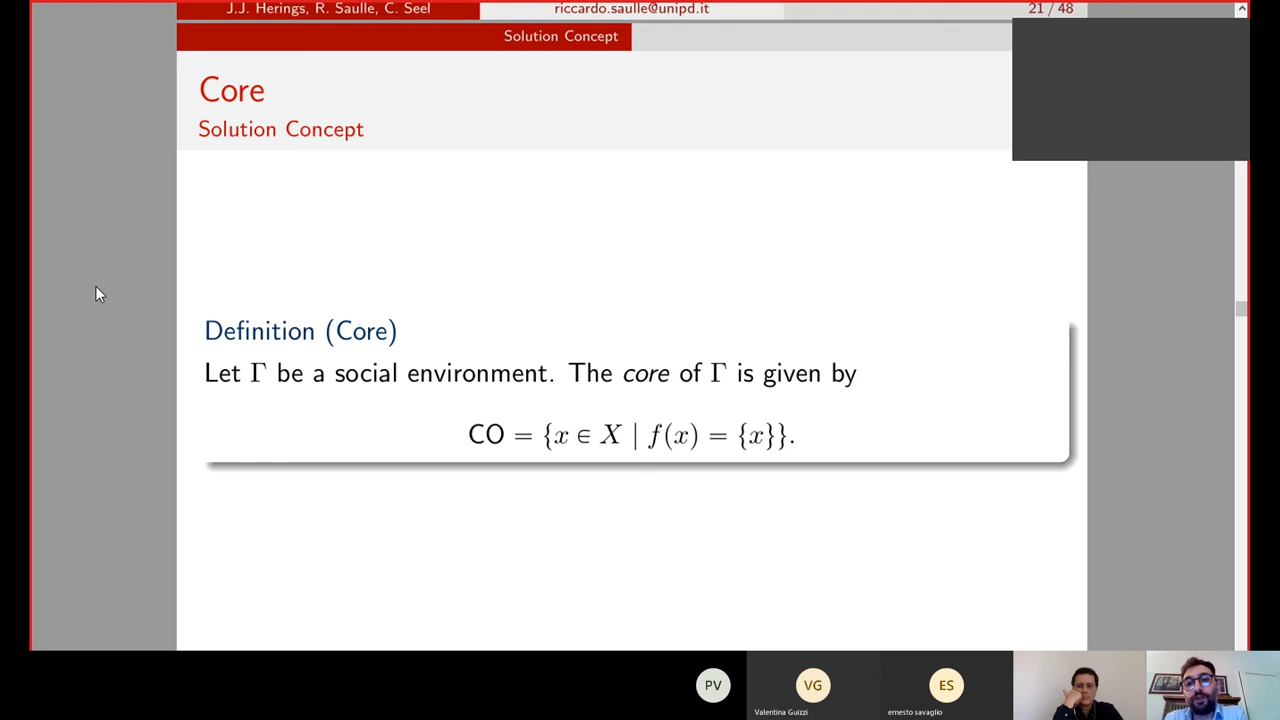 J.J. Herings, R. Saulle, C. Seel riccardo.saulle@unipd.it 21 / 48
Solution Concept
Core
Solution Concept
Definition (Core)
Let Γ be a social environment. The core of Γ is given by
CO = {x ∈ X | f(x) = {x}}.
PV VG ES
Valentina Guizzi ernesto savaglio